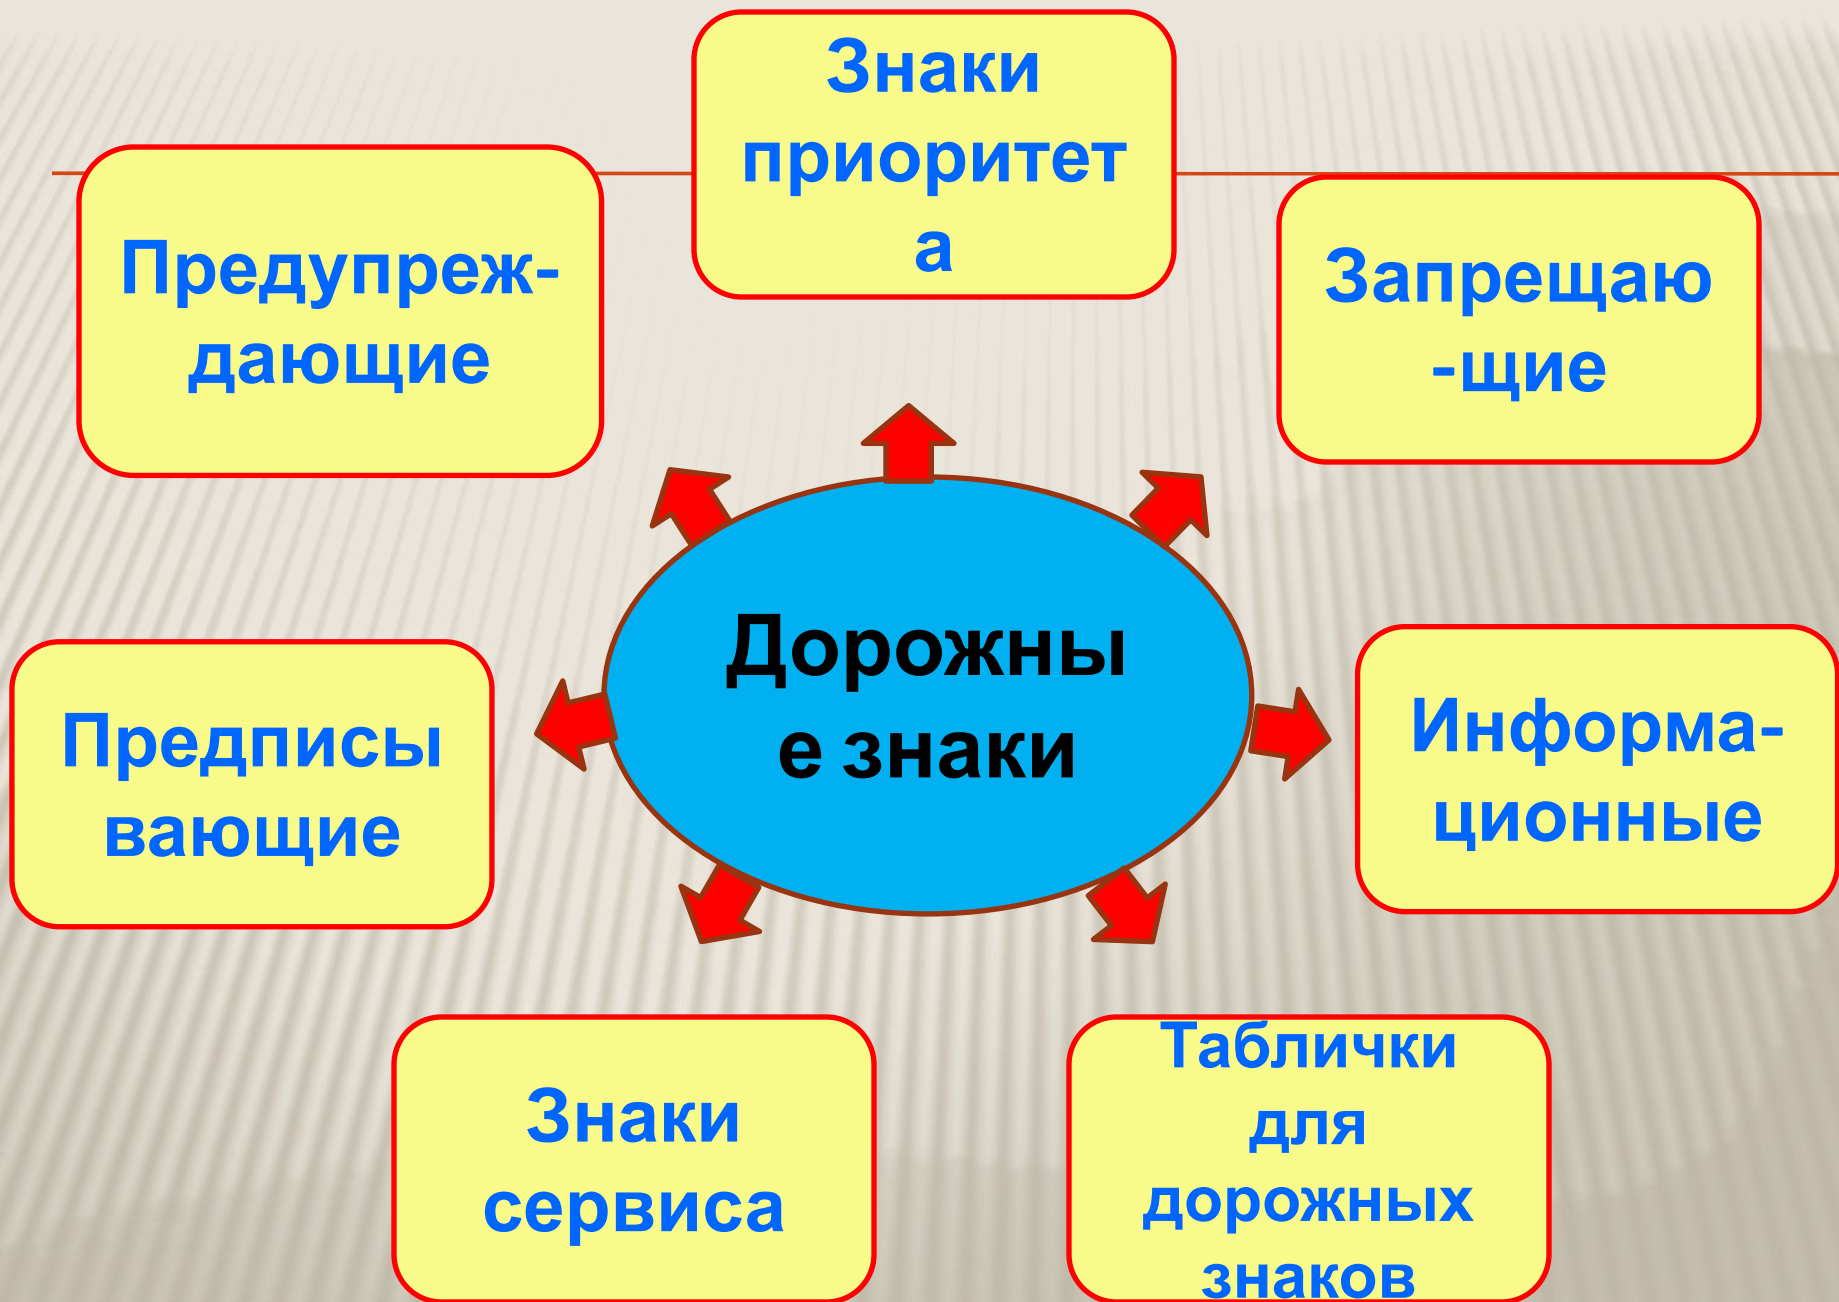 Знаки
приоритет
а
Предупреж-
дающие
Запрещаю
-щие
Дорожны
е знаки
Предписы
вающие
Информа-
ционные
Знаки
сервиса
Таблички
для
дорожных
знаков